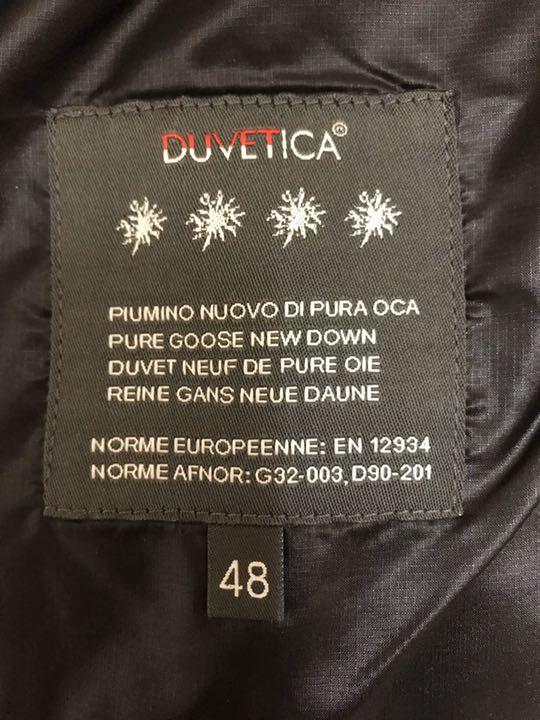 DUVETICA®
PIUMINO NUOVO DI PURA OCA
PURE GOOSE NEW DOWN
DUVET NEUF DE PURE OIE
REINE GANS NEUE DAUNE
NORME EUROPEENNE: EN 12934
NORME AFNOR: G32-003, D90-201
48